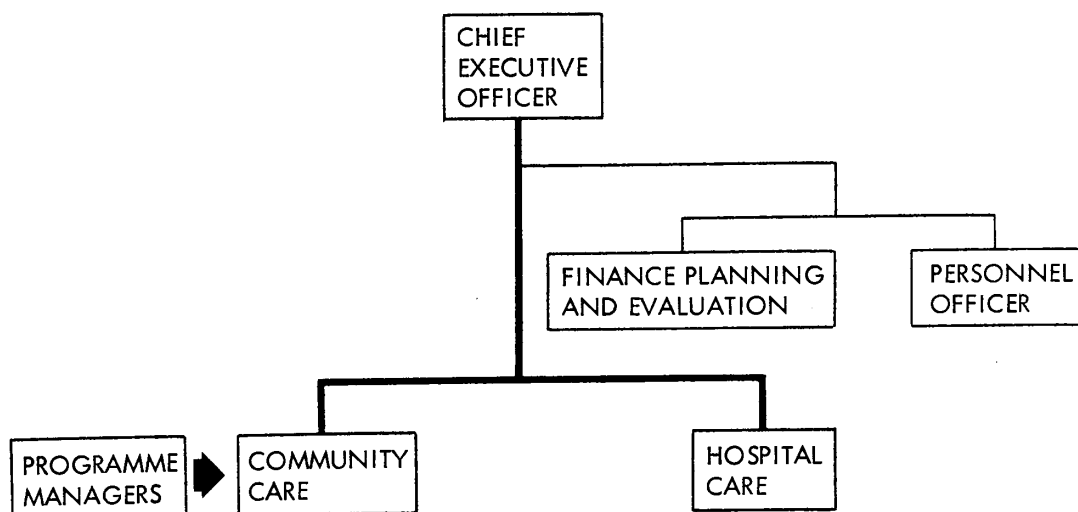 CHIEF
EXECUTIVE
OFFICER
FINANCE PLANNING
AND EVALUATION
PERSONNEL
OFFICER
PROGRAMME
MANAGERS
COMMUNITY
CARE
HOSPITAL
CARE